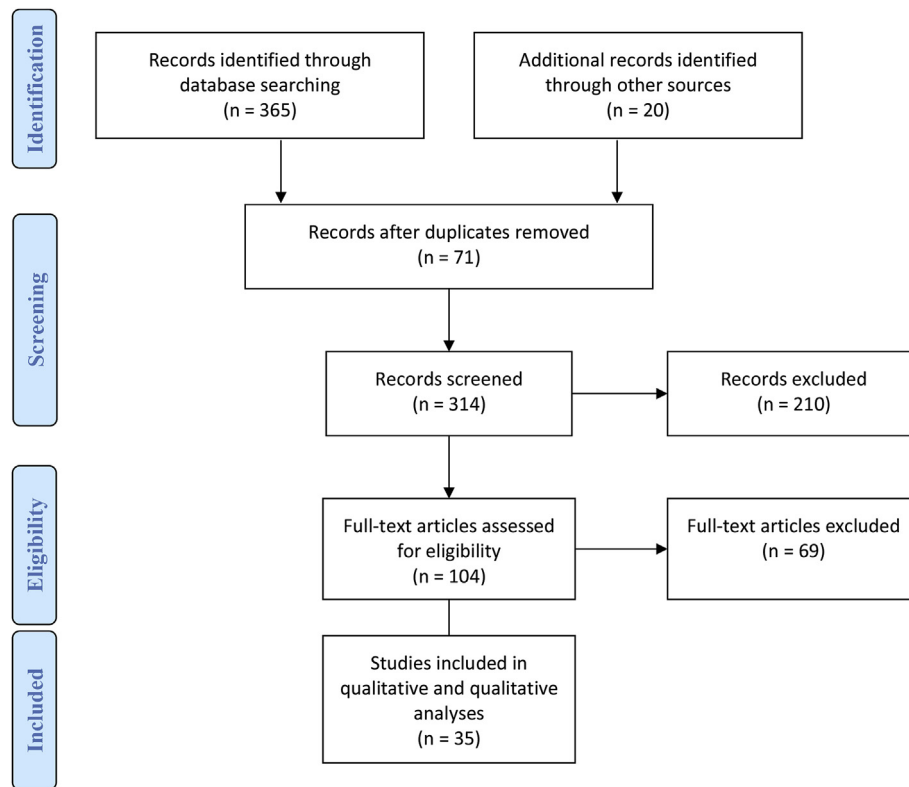 Identification
Records identified through
database searching
(n = 365)
Additional records identified
through other sources
(n = 20)
Screening
Records after duplicates removed
(n = 71)
Records screened
(n = 314)
Records excluded
(n = 210)
Eligibility
Full-text articles assessed
for eligibility
(n = 104)
Full-text articles excluded
(n = 69)
Included
Studies included in
qualitative and qualitative
analyses
(n = 35)